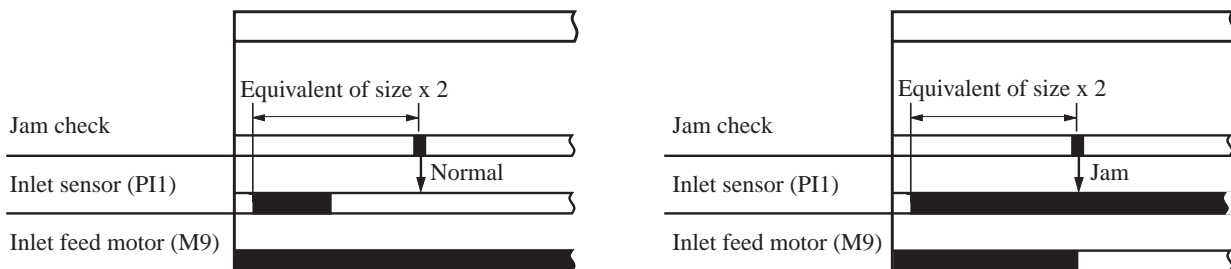 Equivalent of size x 2
Jam check
Normal
Inlet sensor (PI1)
Inlet feed motor (M9)
Equivalent of size x 2
Jam check
Jam
Inlet sensor (PI1)
Inlet feed motor (M9)